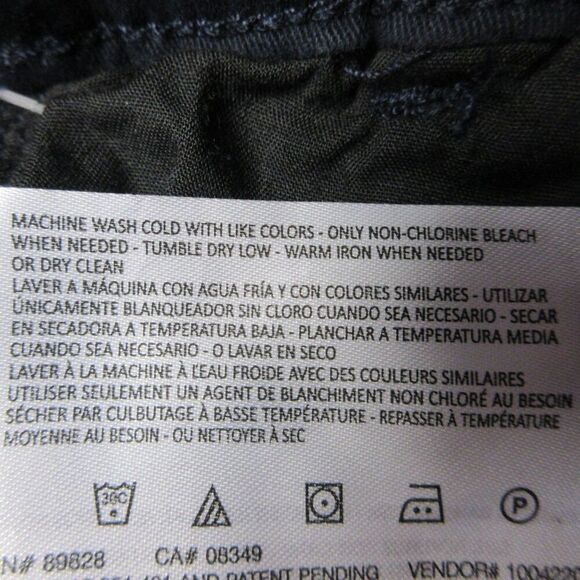 MACHINE WASH COLD WITH LIKE COLORS - ONLY NON-CHLORINE BLEACH
WHEN NEEDED - TUMBLE DRY LOW - WARM IRON WHEN NEEDED
OR DRY CLEAN
LAVER A MÁQUINA CON AGUA FRÍA Y CON COLORES SIMILARES - UTILIZAR
ÚNICAMENTE BLANQUEADOR SIN CLORO CUANDO SEA NECESARIO - SECAR
EN SECADORA A TEMPERATURA BAJA - PLANCHAR A TEMPERATURA MEDIA
CUANDO SEA NECESARIO - O LAVAR EN SECO
LAVER À LA MACHINE À L'EAU FROIDE AVEC DES COULEURS SIMILAIRES
UTILISER SEULEMENT UN AGENT DE BLANCHIMENT NON CHLORÉ AU BESOIN
SÉCHER PAR CULBUTAGE À BASSE TEMPÉRATURE - REPASSER À TEMPÉRATURE
MOYENNE AU BESOIN - OU NETTOYER À SEC
30C P
N# 89828 CA# 08349
AND PATENT PENDING VENDOR#